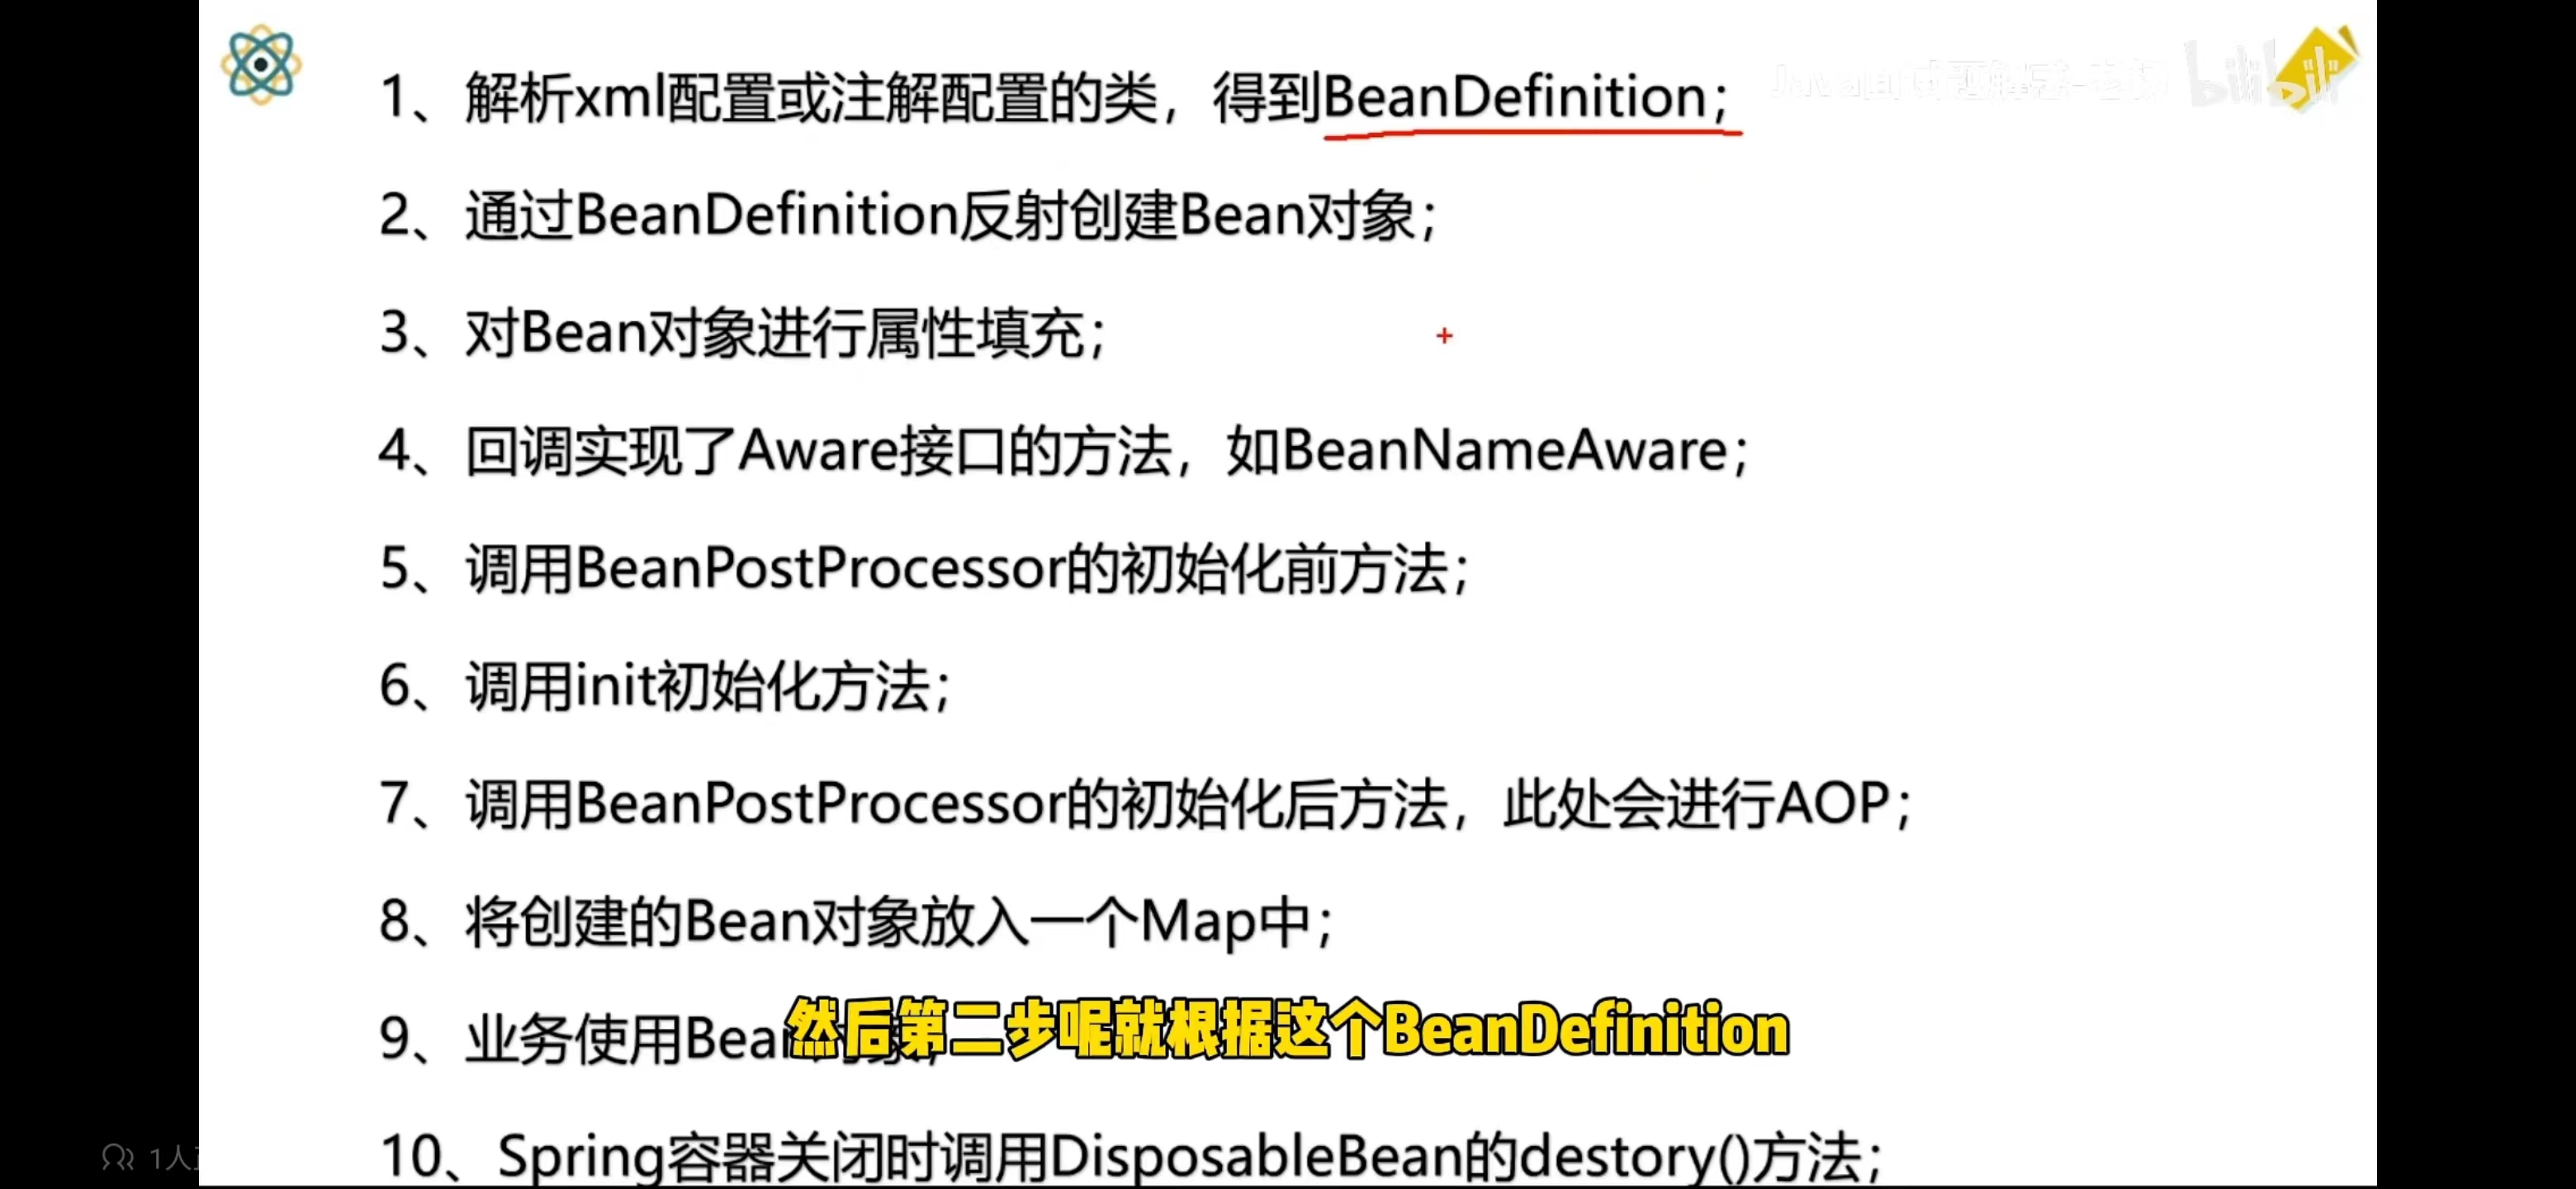 1、解析xml配置或注解配置的类，得到BeanDefinition；
bilibili
2、通过BeanDefinition反射创建Bean对象；
3、对Bean对象进行属性填充；
4、回调实现了Aware接口的方法，如BeanNameAware；
5、调用BeanPostProcessor的初始化前方法；
6、调用init初始化方法；
7、调用BeanPostProcessor的初始化后方法，此处会进行AOP；
8、将创建的Bean对象放入一个Map中；
9、业务使用Bean
然后第二步呢就根据这个BeanDefinition
10、Spring容器关闭时调用DisposableBean的destory()方法；
1人